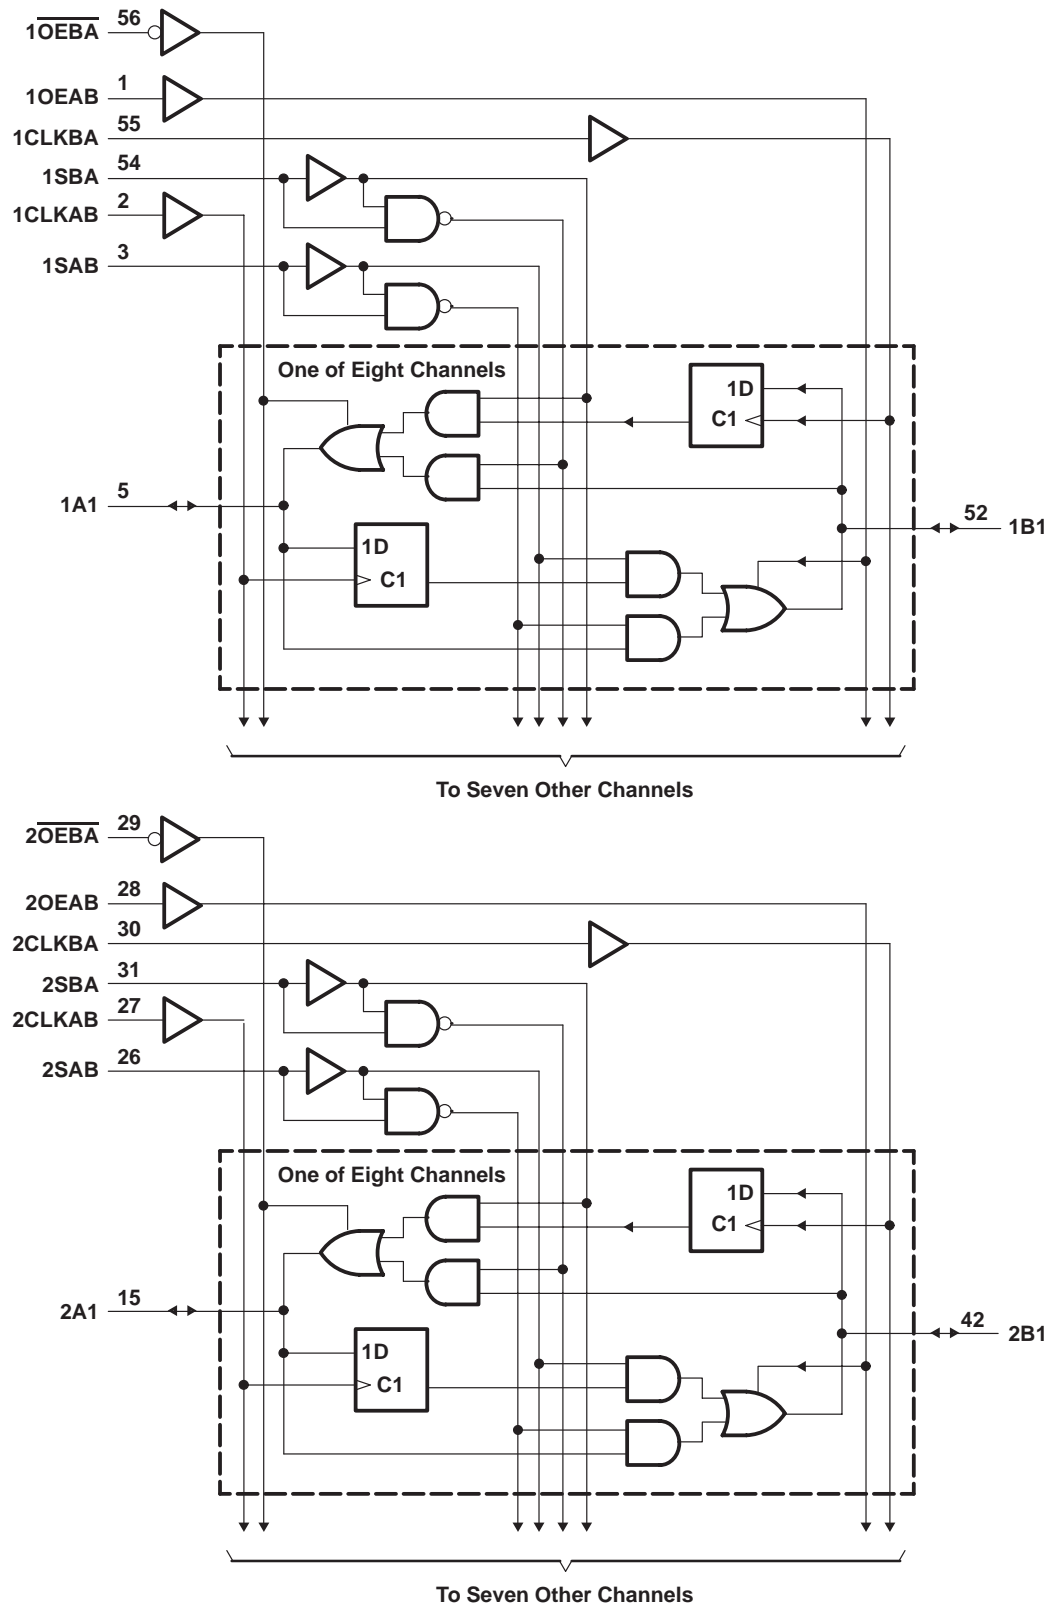 1O̅E̅B̅A̅ 56
1OEAB 1
1CLKBA 55
1SBA 54
1CLKAB 2
1SAB 3
One of Eight Channels
1D
C1
1A1 5
52 1B1
1D
C1
To Seven Other Channels
2O̅E̅B̅A̅ 29
2OEAB 28
2CLKBA 30
2SBA 31
2CLKAB 27
2SAB 26
One of Eight Channels
1D
C1
2A1 15
42 2B1
1D
C1
To Seven Other Channels